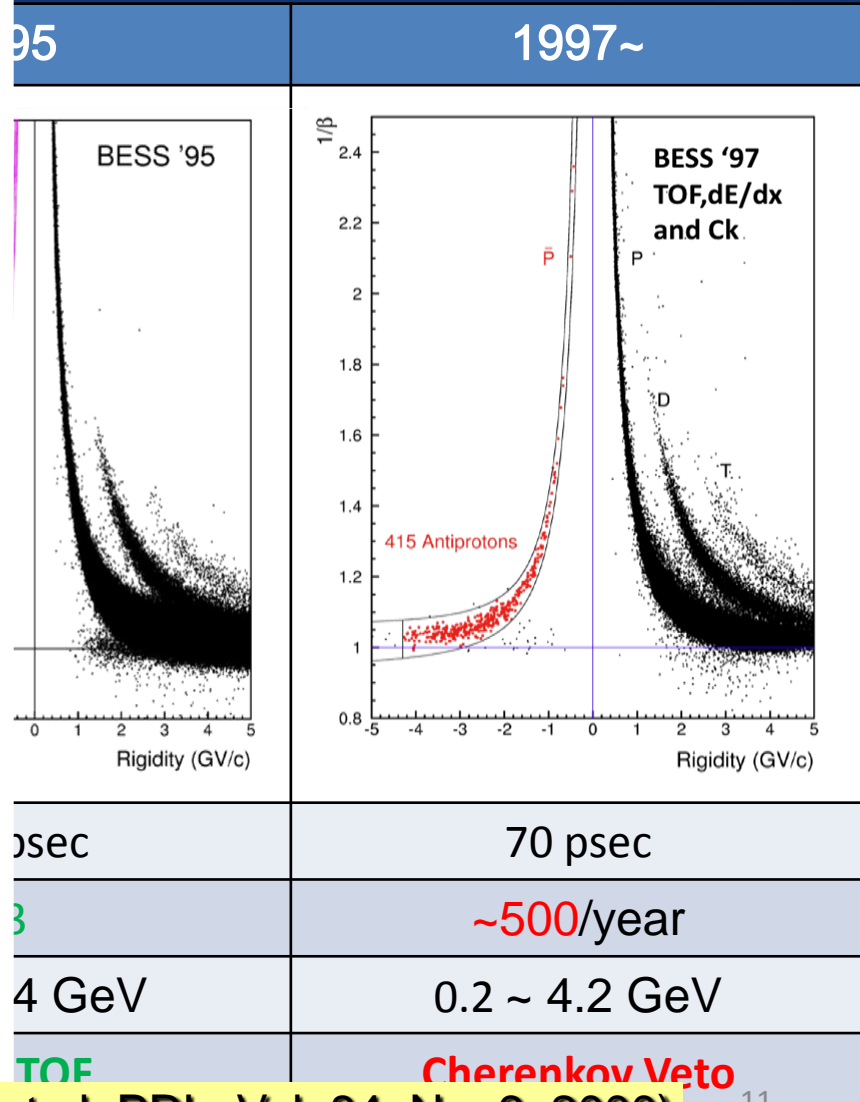 95
1997~
BESS '95
0 1 2 3 4 5
Rigidity (GV/c)
1/β
2.4
2.2
2
1.8
1.6
1.4
1.2
1
0.8
BESS ‘97
TOF,dE/dx
and Ck
P̄
P
D
T
415 Antiprotons
-5 -4 -3 -2 -1 0 1 2 3 4 5
Rigidity (GV/c)
psec
70 psec
~500/year
4 GeV
0.2 ~ 4.2 GeV
TOF
Cherenkov Veto
11